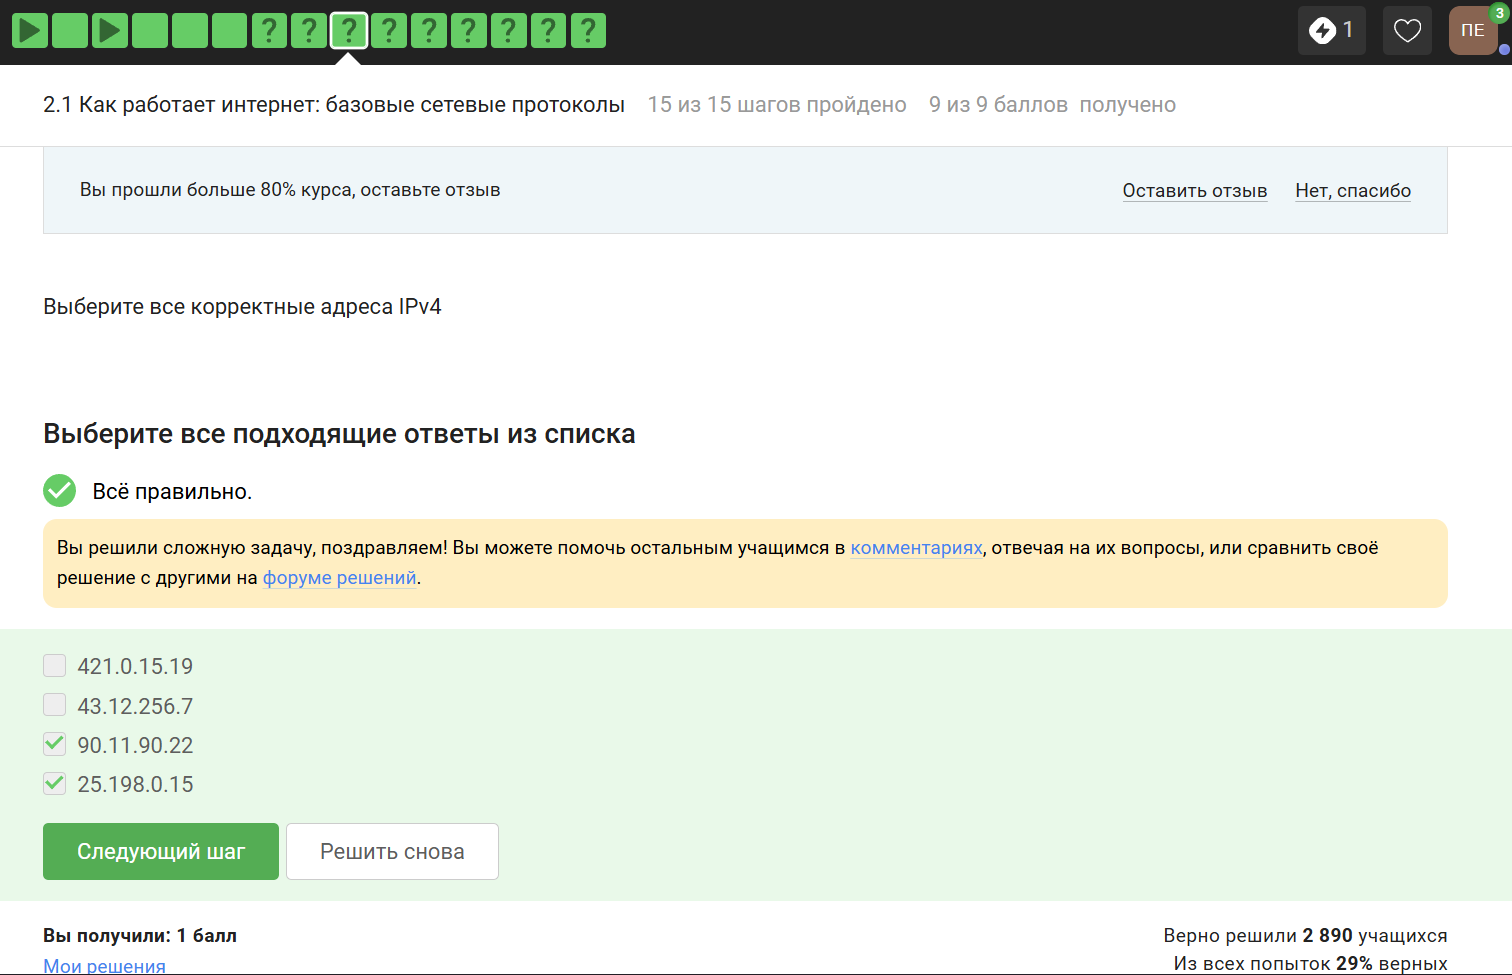 ? ? ? ? ? ? ? ? ?
1
ПЕ
3
2.1 Как работает интернет: базовые сетевые протоколы 15 из 15 шагов пройдено 9 из 9 баллов получено
Вы прошли больше 80% курса, оставьте отзыв Оставить отзыв Нет, спасибо
Выберите все корректные адреса IPv4
Выберите все подходящие ответы из списка
Всё правильно.
Вы решили сложную задачу, поздравляем! Вы можете помочь остальным учащимся в комментариях, отвечая на их вопросы, или сравнить своё
решение с другими на форуме решений.
421.0.15.19
43.12.256.7
90.11.90.22
25.198.0.15
Следующий шаг Решить снова
Вы получили: 1 балл Верно решили 2 890 учащихся
Мои решения Из всех попыток 29% верных